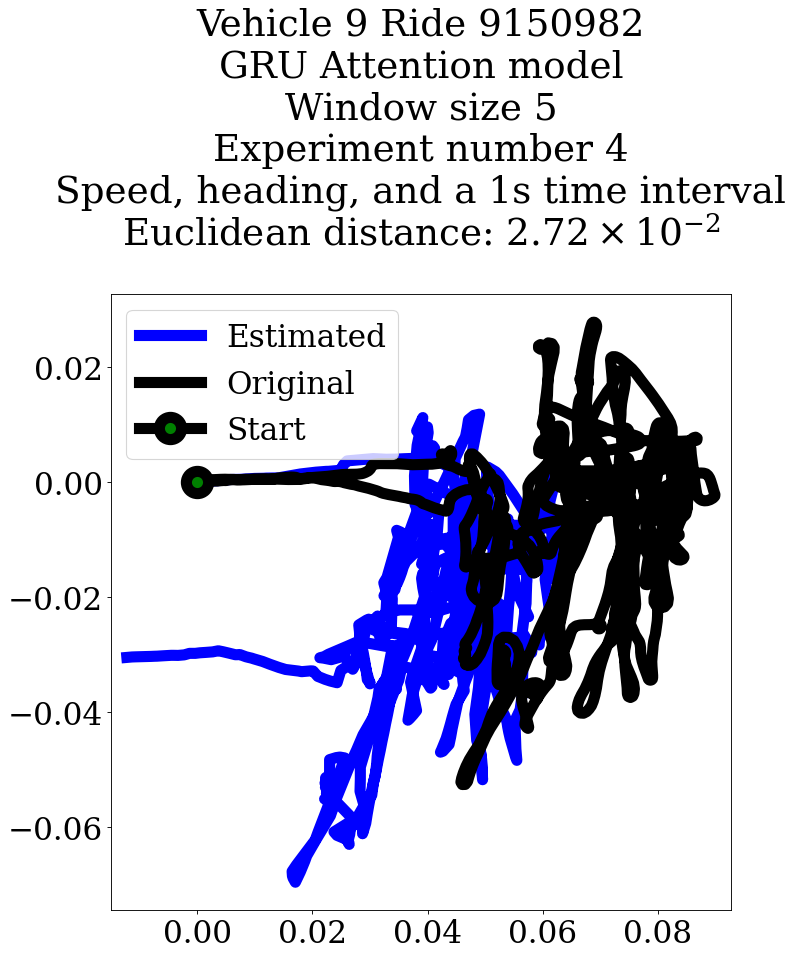 Vehicle 9 Ride 9150982
GRU Attention model
Window size 5
Experiment number 4
Speed, heading, and a 1s time interval
Euclidean distance: 2.72 × 10⁻²
Estimated
Original
Start
0.02
0.00
−0.02
−0.04
−0.06
0.00 0.02 0.04 0.06 0.08